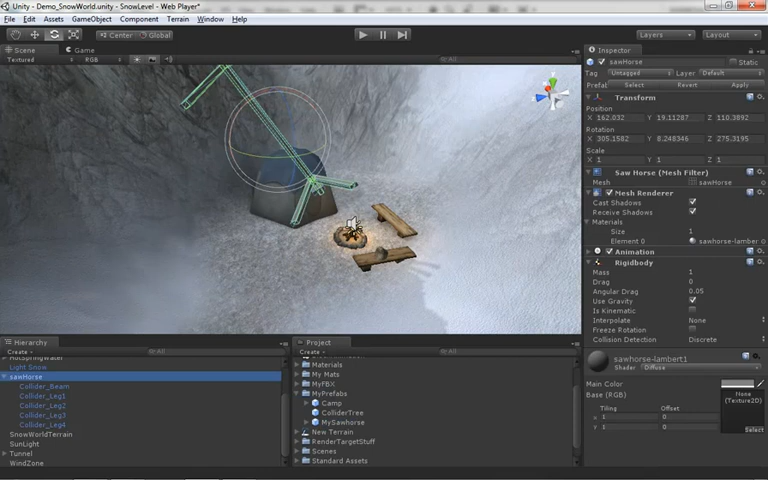 Unity - Demo_SnowWorld.unity - SnowLevel - Web Player*
File Edit Assets GameObject Component Terrain Window Help
Center Global Layers Layout
Scene Game
Textured RGB All
Inspector
sawHorse Static
Tag Untagged Layer Default
Prefab Select Revert Apply
Transform
Position
X 162.032 Y 19.11287 Z 110.3892
Rotation
X 305.1582 Y 8.248346 Z 275.3195
Scale
X 1 Y 1 Z 1
Saw Horse (Mesh Filter)
Mesh sawHorse
Mesh Renderer
Cast Shadows
Receive Shadows
Materials
Size 1
Element 0 sawhorse-lamber
Animation
Rigidbody
Mass 1
Drag 0
Angular Drag 0.05
Use Gravity
Is Kinematic
Interpolate None
Freeze Rotation
Collision Detection Discrete
sawhorse-lambert1
Shader Diffuse
Main Color
Base (RGB)
None
(Texture2D)
Tiling Offset
x 1 0
y 1 0
Select
Hierarchy
Create All
HotSpringWater
Light Snow
sawHorse
Collider_Beam
Collider_Leg1
Collider_Leg2
Collider_Leg3
Collider_Leg4
SnowWorldTerrain
SunLight
Tunnel
WindZone
Project
Create All
Materials
My Mats
MyFBX
MyPrefabs
Camp
ColliderTree
MySawhorse
New Terrain
RenderTargetStuff
Scenes
Standard Assets